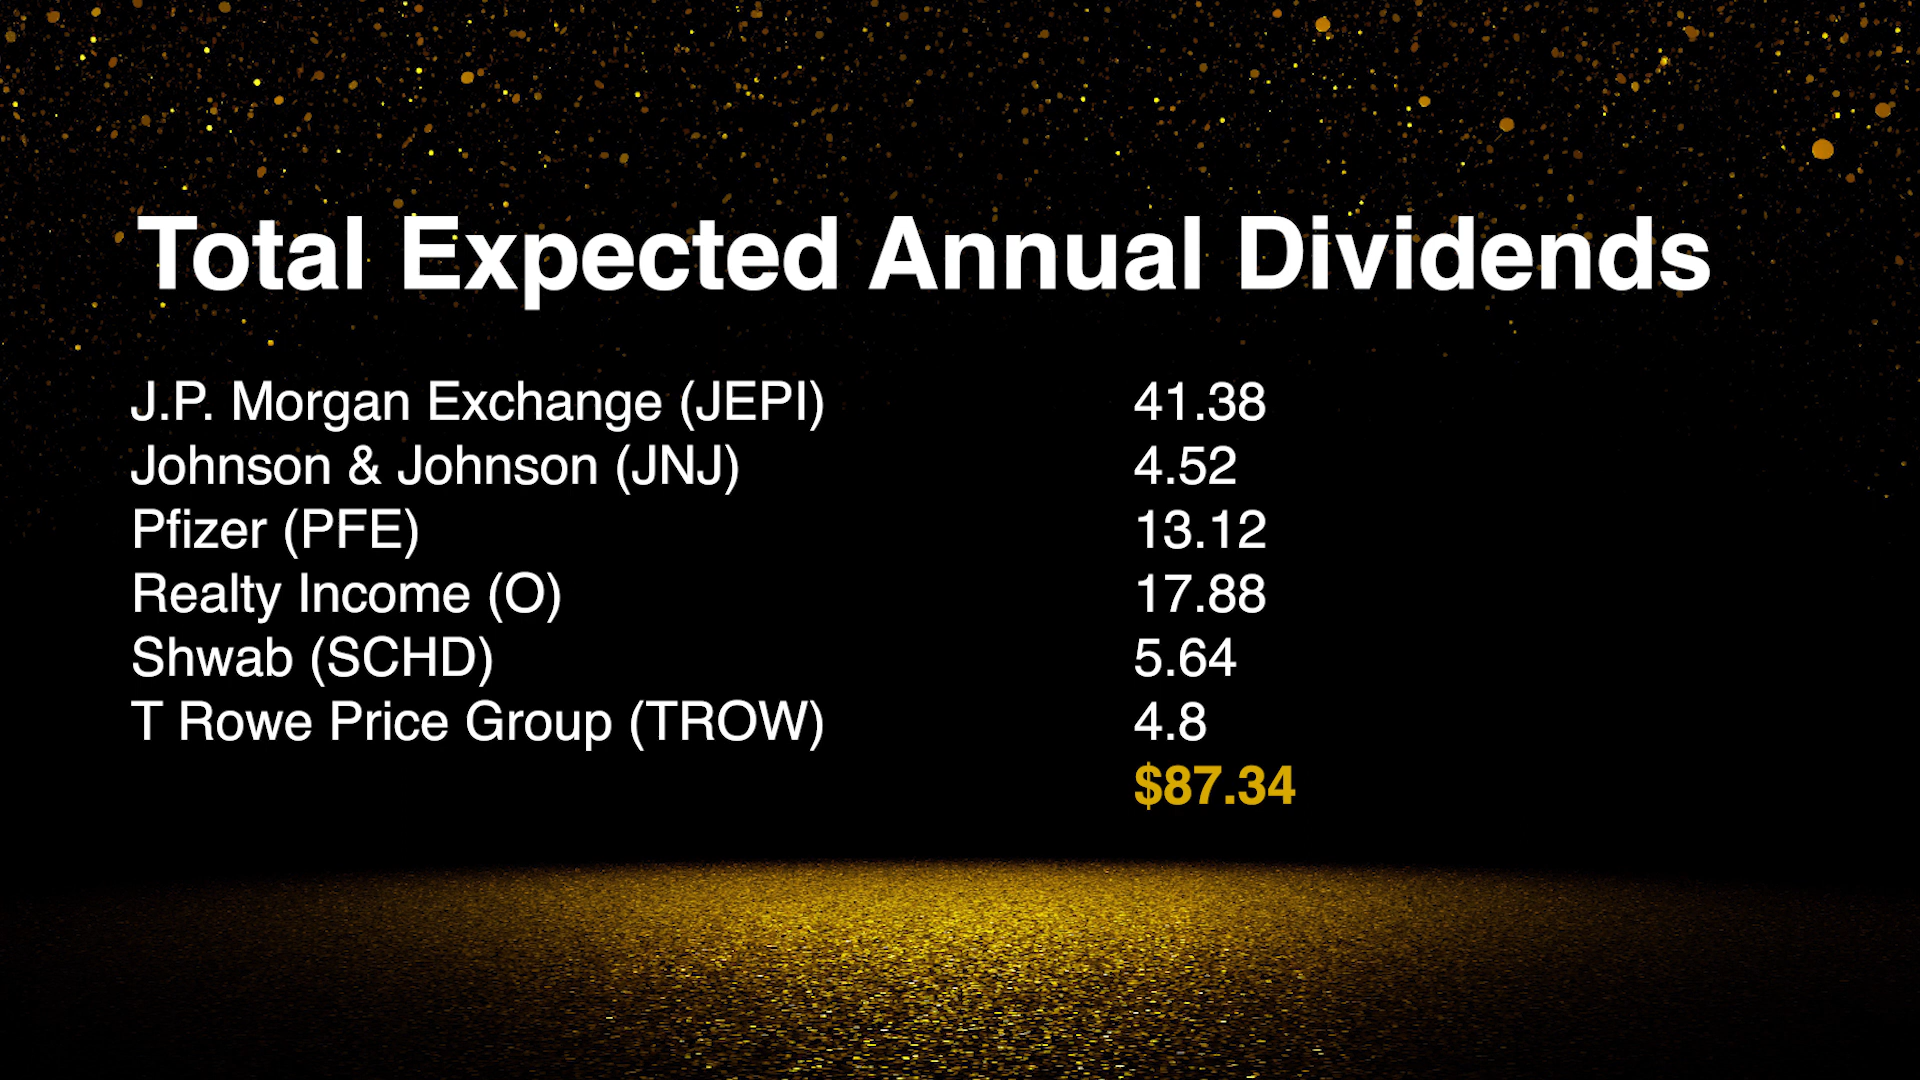 Total Expected Annual Dividends
J.P. Morgan Exchange (JEPI) 41.38
Johnson & Johnson (JNJ) 4.52
Pfizer (PFE) 13.12
Realty Income (O) 17.88
Shwab (SCHD) 5.64
T Rowe Price Group (TROW) 4.8
$87.34